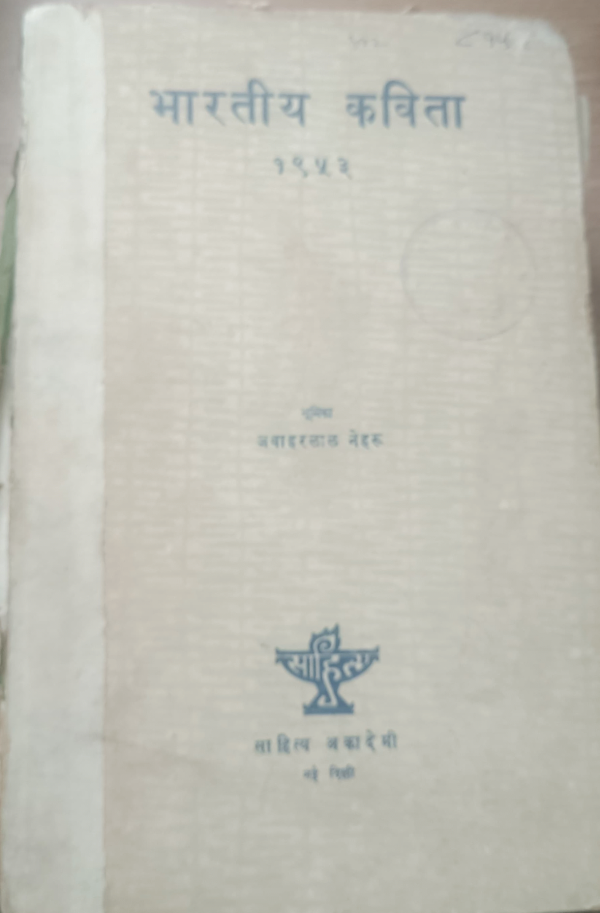 भारतीय कविता
१९५३
भूमिका
जवाहरलाल नेहरू
साहित्य
साहित्य अकादेमी
नई दिल्ली